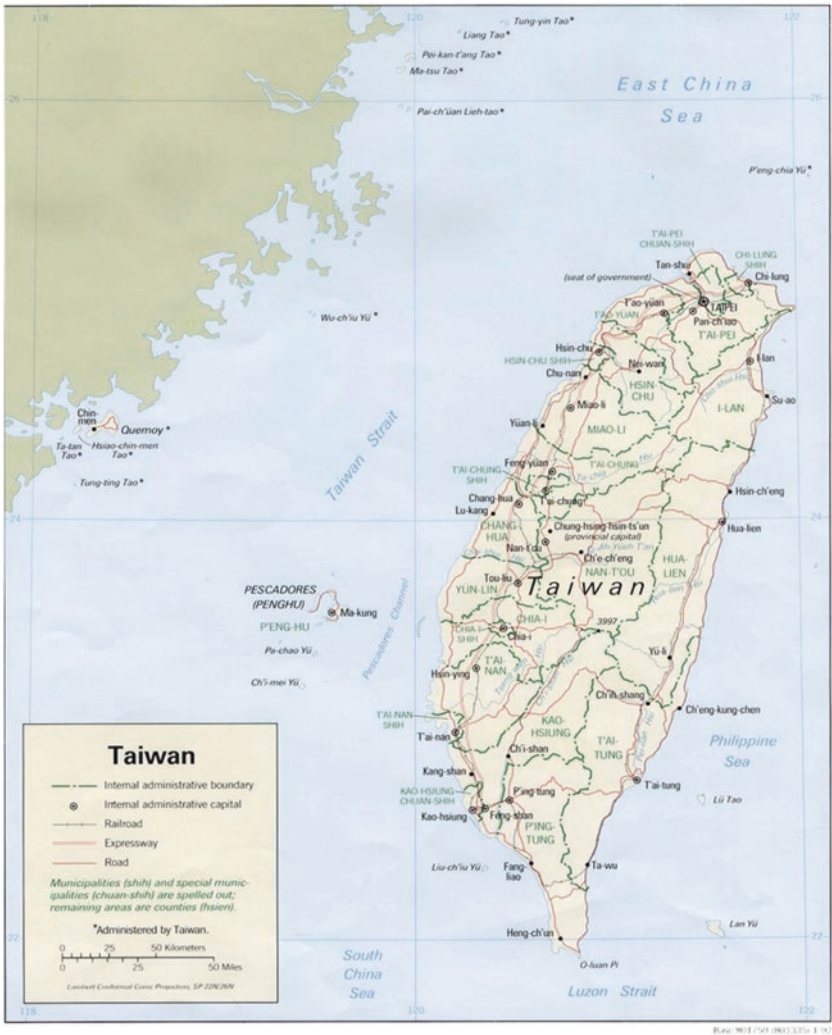 118
120
122
Tung-yin Tao*
Liang Tao*
Pei-kan-t'ang Tao*
Ma-tsu Tao*
East China
Sea
26
26
Pai-ch'üan Lieh-tao*
P'eng-chia Yü*
T'AI-PEI
CHUAN-SHIH
CHI-LUNG
SHIH
Tan-shui
(seat of government)
Chi-lung
T'ao-yüan
TAIPEI
T'AO-YÜAN
Pan-ch'iao
T'AI-PEI
Wu-ch'iu Yü*
Hsin-chu
HSIN-CHU SHIH
Nei-wan
I-lan
Chu-nan
HSIN-
CHU
Su-ao
Miao-li
I-LAN
Chin-
men
Quemoy*
Yüan-li
MIAO-LI
Ta-tan
Tao*
Hsiao-chin-men
Tao*
Taiwan Strait
Feng-yüan
T'AI-CHUNG
T'AI-CHUNG
SHIH
Ta-chia
Hu
Tung-ting Tao*
T'ai-chung
Hsin-ch'eng
Chang-hua
Lu-kang
24
24
CHANG-
HUA
Chung-hsing-hsin-ts'un
(provincial capital)
Hua-lien
Nan-t'ou
Ch'e-ch'eng
HUA-
LIEN
NAN-T'OU
Tou-liu
Taiwan
PESCADORES
(PENGHU)
YÜN-LIN
Ma-kung
P'ENG-HU
CHIA-I
CHIA-I
SHIH
3997
Chia-i
Pescadores Channel
Pa-chao Yü
Yü-li
Hsin-ying
T'AI-
NAN
Ch'i-mei Yü
Ch'ih-shang
Ch'eng-kung-chen
T'AI-NAN
SHIH
KAO-
HSIUNG
T'AI-
TUNG
T'ai-nan
Philippine
Sea
Ch'i-shan
Kang-shan
T'ai-tung
KAO-HSIUNG
CHUAN-SHIH
P'ing-tung
Lü Tao
Kao-hsiung
Feng-shan
P'ING-
TUNG
Liu-ch'iu Yü
Fang-
liao
Ta-wu
Lan Yü
Heng-ch'un
22
22
O-luan Pi
South
China
Sea
Luzon Strait
Taiwan
Internal administrative boundary
Internal administrative capital
Railroad
Expressway
Road
Municipalities (shih) and special munic-
ipalities (chuan-shih) are spelled out;
remaining areas are counties (hsien).
*Administered by Taiwan.
0 25 50 Kilometers
0 25 50 Miles
Lambert Conformal Conic Projection, SP 22N/26N
118
120
122